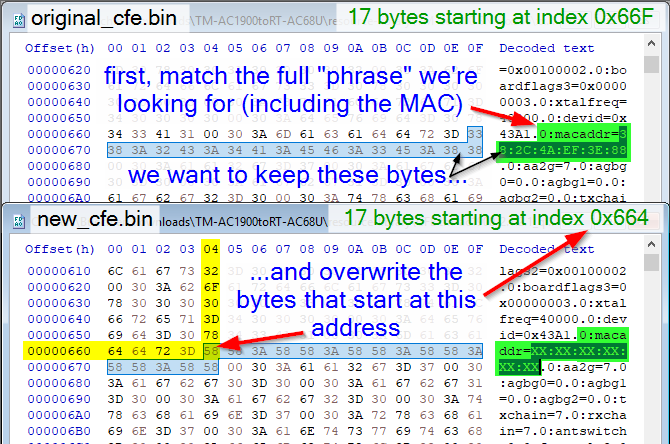 original_cfe.bin TM-AC1900toRT-AC68U\ 17 bytes starting at index 0x66F
Offset(h) 00 01 02 03 04 05 06 07 08 09 0A 0B 0C 0D 0E 0F Decoded text
00000620 =0x00100002.0:bo
00000630 ardflags3=0x0000
00000640 0003.0:xtalfreq=
00000650 40000.0:devid=0x
00000660 34 33 41 31 00 30 3A 6D 61 63 61 64 64 72 3D 33 43A1.0:macaddr=3
00000670 38 3A 32 43 3A 34 41 3A 45 46 3A 33 45 3A 38 38 8:2C:4A:EF:3E:88
00000680 .0:aa2g=7.0:agbg
00000690 0=0.0:agbg1=0.0:
000006A0 61 67 62 67 32 3D 30 00 30 3A 74 78 63 68 61 69 agbg2=0.0:txchai
first, match the full "phrase" we're
looking for (including the MAC)
we want to keep these bytes...
new_cfe.bin nloads\TM-AC1900toRT-AC68U\ 17 bytes starting at index 0x664
Offset(h) 00 01 02 03 04 05 06 07 08 09 0A 0B 0C 0D 0E 0F Decoded text
00000610 6C 61 67 73 32 lags2=0x00100002
00000620 00 30 3A 62 6F .0:boardflags3=0
00000630 78 30 30 30 30 x00000003.0:xtal
00000640 66 72 65 71 3D freq=40000.0:dev
00000650 69 64 3D 30 78 id=0x43A1.0:maca
00000660 64 64 72 3D 58 58 3A 58 58 3A 58 58 3A 58 58 3A ddr=XX:XX:XX:XX:
00000670 58 58 3A 58 58 00 30 3A 61 61 32 67 3D 37 00 30 XX:XX.0:aa2g=7.0
00000680 3A 61 67 62 67 30 3D 30 00 30 3A 61 67 62 67 31 :agbg0=0.0:agbg1
00000690 3D 30 00 30 3A 61 67 62 67 32 3D 30 00 30 3A 74 =0.0:agbg2=0.0:t
000006A0 78 63 68 61 69 6E 3D 37 00 30 3A 72 78 63 68 61 xchain=7.0:rxcha
000006B0 69 6E 3D 37 00 30 3A 61 6E 74 73 77 69 74 63 68 in=7.0:antswitch
...and overwrite the
bytes that start at this
address